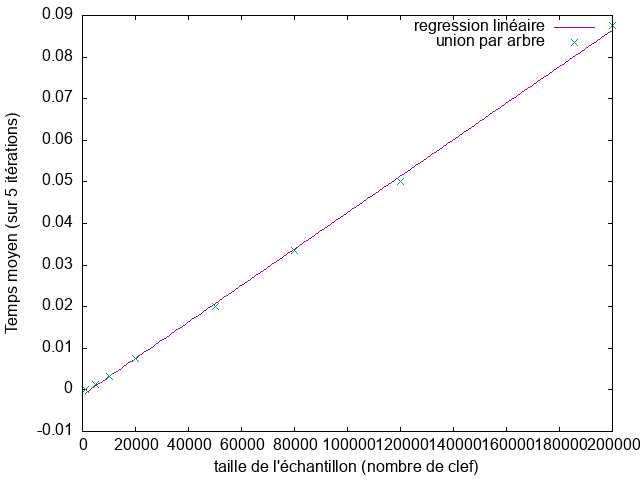 regression linéaire
union par arbre
0.09
0.08
0.07
0.06
0.05
0.04
0.03
0.02
0.01
0
-0.01
Temps moyen (sur 5 itérations)
0 20000 40000 60000 80000 100000 120000 140000 160000 180000 200000
taille de l'échantillon (nombre de clef)